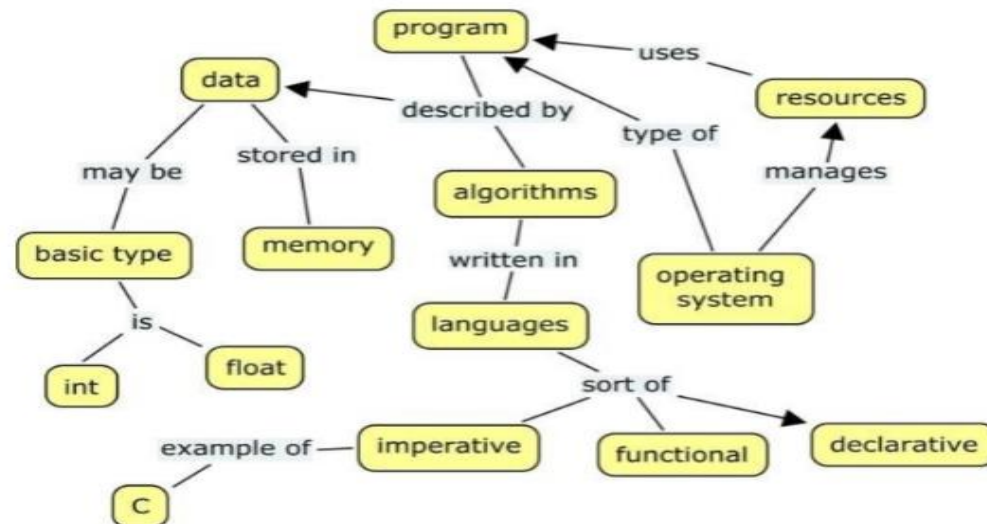 program
uses
data
resources
described by
type of
stored in
may be
manages
algorithms
basic type
memory
written in
operating
system
languages
is
float
int
sort of
example of
imperative
functional
declarative
C